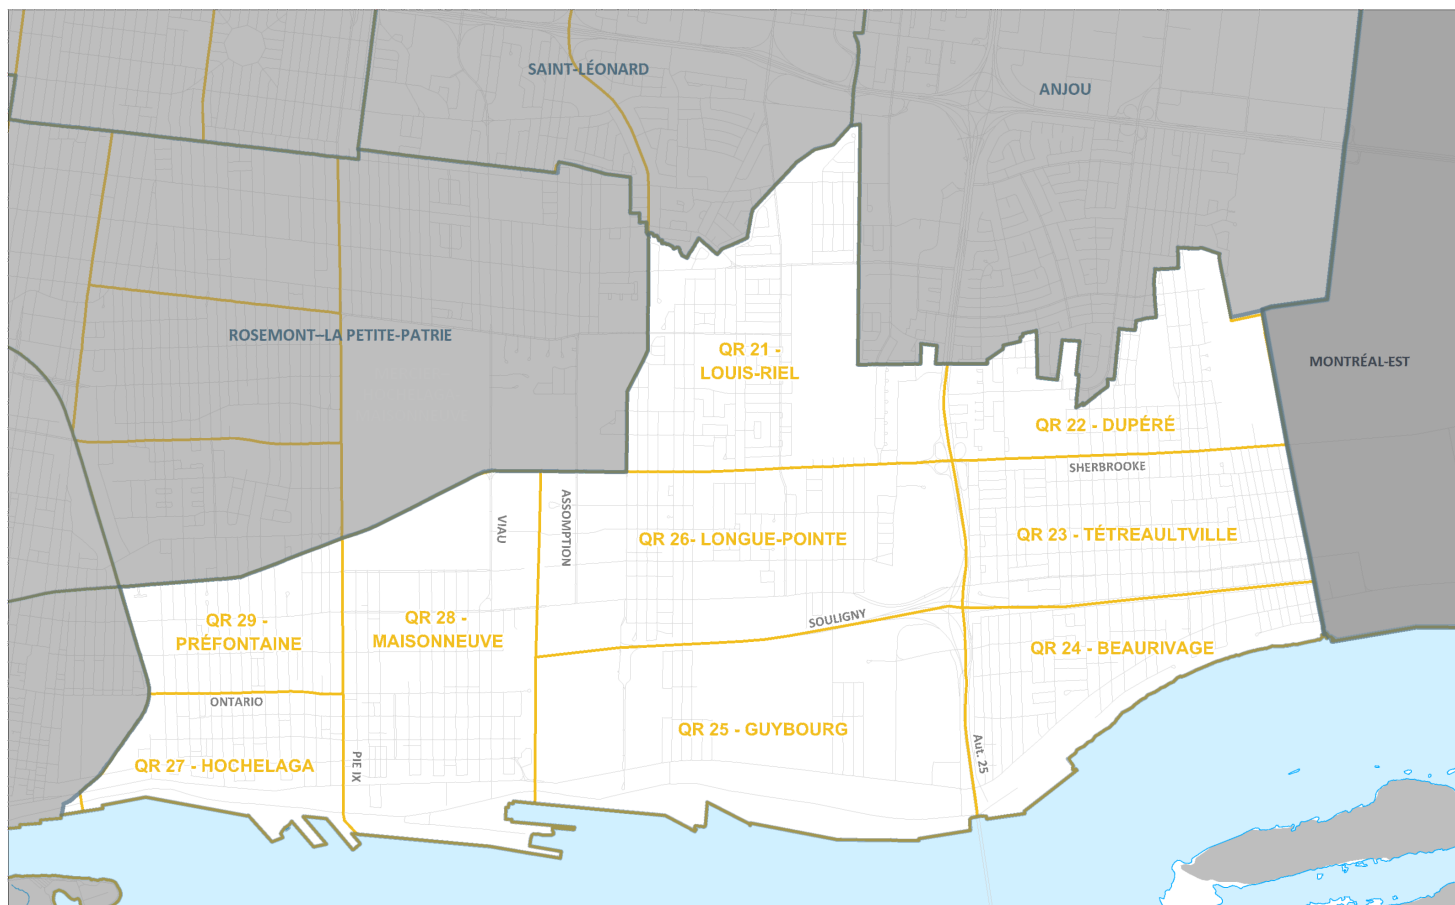 SAINT-LÉONARD
ANJOU
ROSEMONT–LA PETITE-PATRIE
MONTRÉAL-EST
QR 21 -
LOUIS-RIEL
QR 22 - DUPÉRÉ
SHERBROOKE
VIAU
ASSOMPTION
QR 26- LONGUE-POINTE
QR 23 - TÉTREAULTVILLE
QR 29 -
PRÉFONTAINE
QR 28 -
MAISONNEUVE
SOULIGNY
QR 24 - BEAURIVAGE
ONTARIO
QR 25 - GUYBOURG
QR 27 - HOCHELAGA
PIE IX
Aut. 25